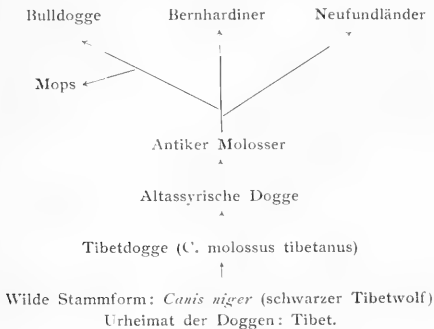 Bulldogge Bernhardiner Neufundländer
Mops
Antiker Molosser
Altassyrische Dogge
Tibetdogge (C. molossus tibetanus)
Wilde Stammform: Canis niger (schwarzer Tibetwolf)
Urheimat der Doggen: Tibet.